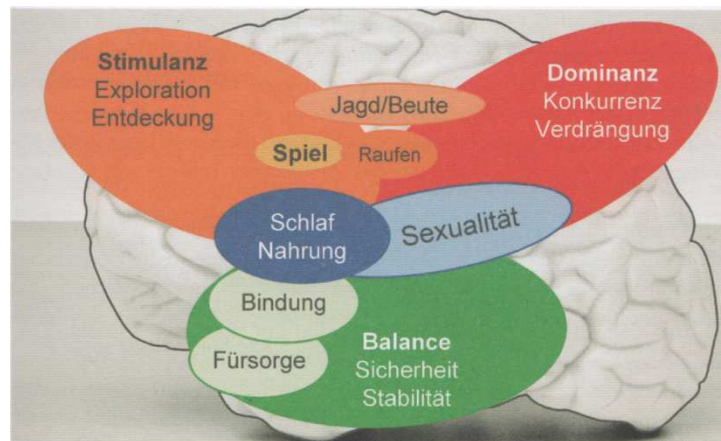 Stimulanz
Exploration
Entdeckung
Dominanz
Konkurrenz
Verdrängung
Jagd/Beute
Spiel
Raufen
Schlaf
Nahrung
Sexualität
Bindung
Fürsorge
Balance
Sicherheit
Stabilität